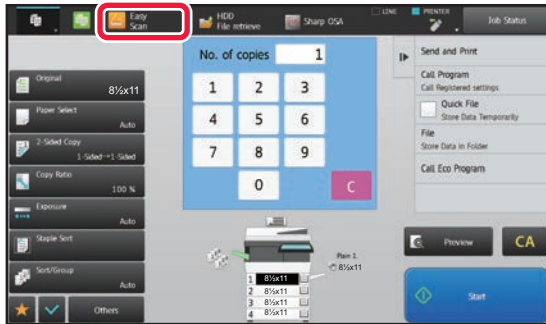 Easy
Scan
HDD
File retrieve
Sharp OSA
LINE
PRINTER
Job Status
No. of copies 1
Original
8½x11
Paper Select
Auto
2-Sided Copy
1-Sided→1-Sided
Copy Ratio
100 %
Exposure
Auto
Staple Sort
Sort/Group
Auto
Others
1 2 3
4 5 6
7 8 9
0 C
Plain 1
8½x11
1 8½x11
2 8½x11
3 8½x11
4 8½x11
Send and Print
Call Program
Call Registered settings
Quick File
Store Data Temporarily
File
Store Data in Folder
Call Eco Program
Preview
CA
Start